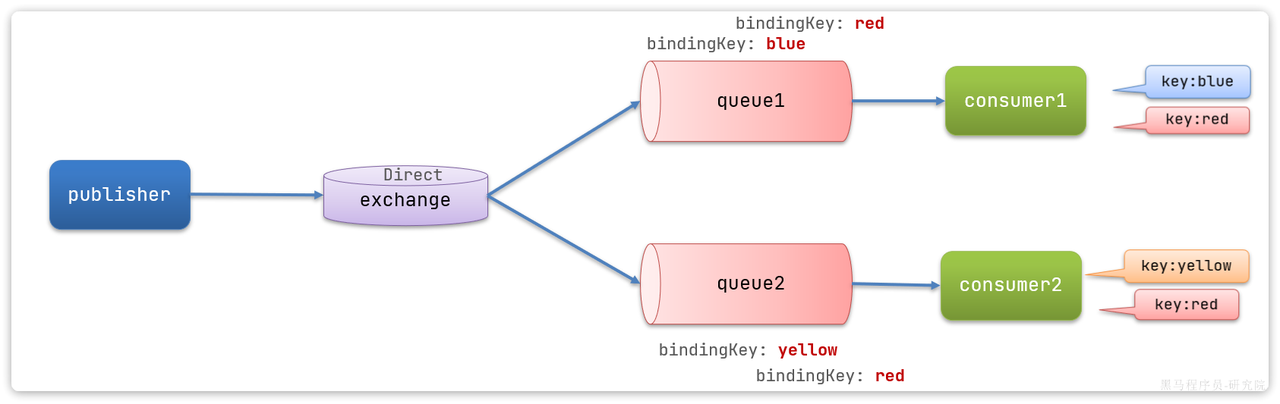 bindingKey: red
bindingKey: blue
queue1
consumer1
key:blue
key:red
publisher
Direct
exchange
queue2
consumer2
key:yellow
key:red
bindingKey: yellow
bindingKey: red
黑马程序员-研究院